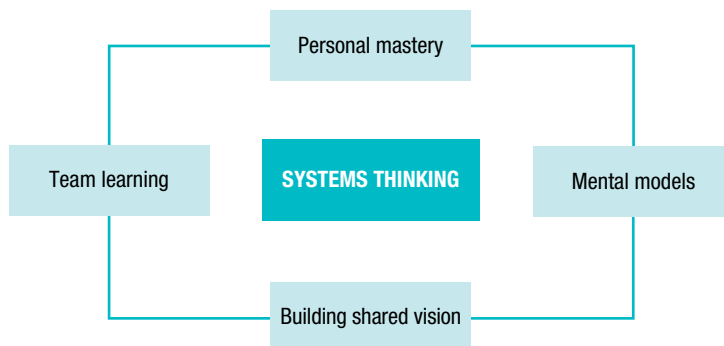 Personal mastery
Team learning
SYSTEMS THINKING
Mental models
Building shared vision